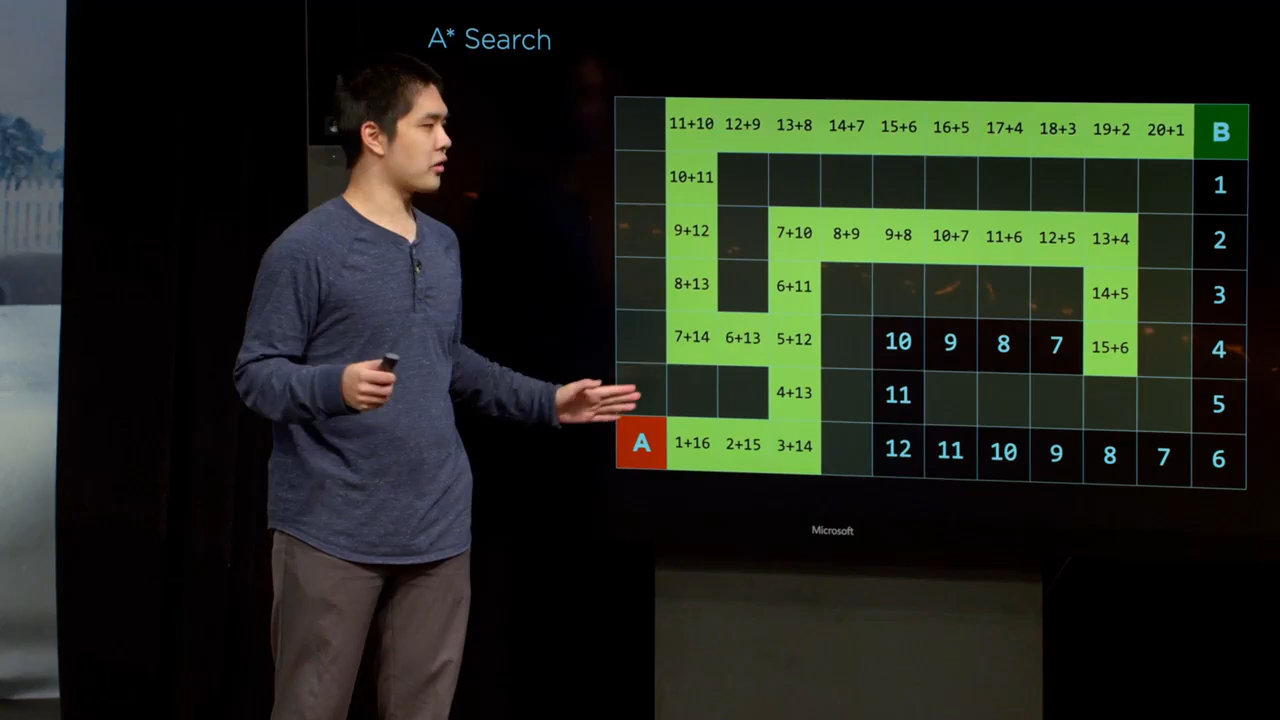 A* Search
11+10 12+9 13+8 14+7 15+6 16+5 17+4 18+3 19+2 20+1 B
10+11 1
9+12 7+10 8+9 9+8 10+7 11+6 12+5 13+4 2
8+13 6+11 14+5 3
7+14 6+13 5+12 10 9 8 7 15+6 4
4+13 11 5
A 1+16 2+15 3+14 12 11 10 9 8 7 6
Microsoft